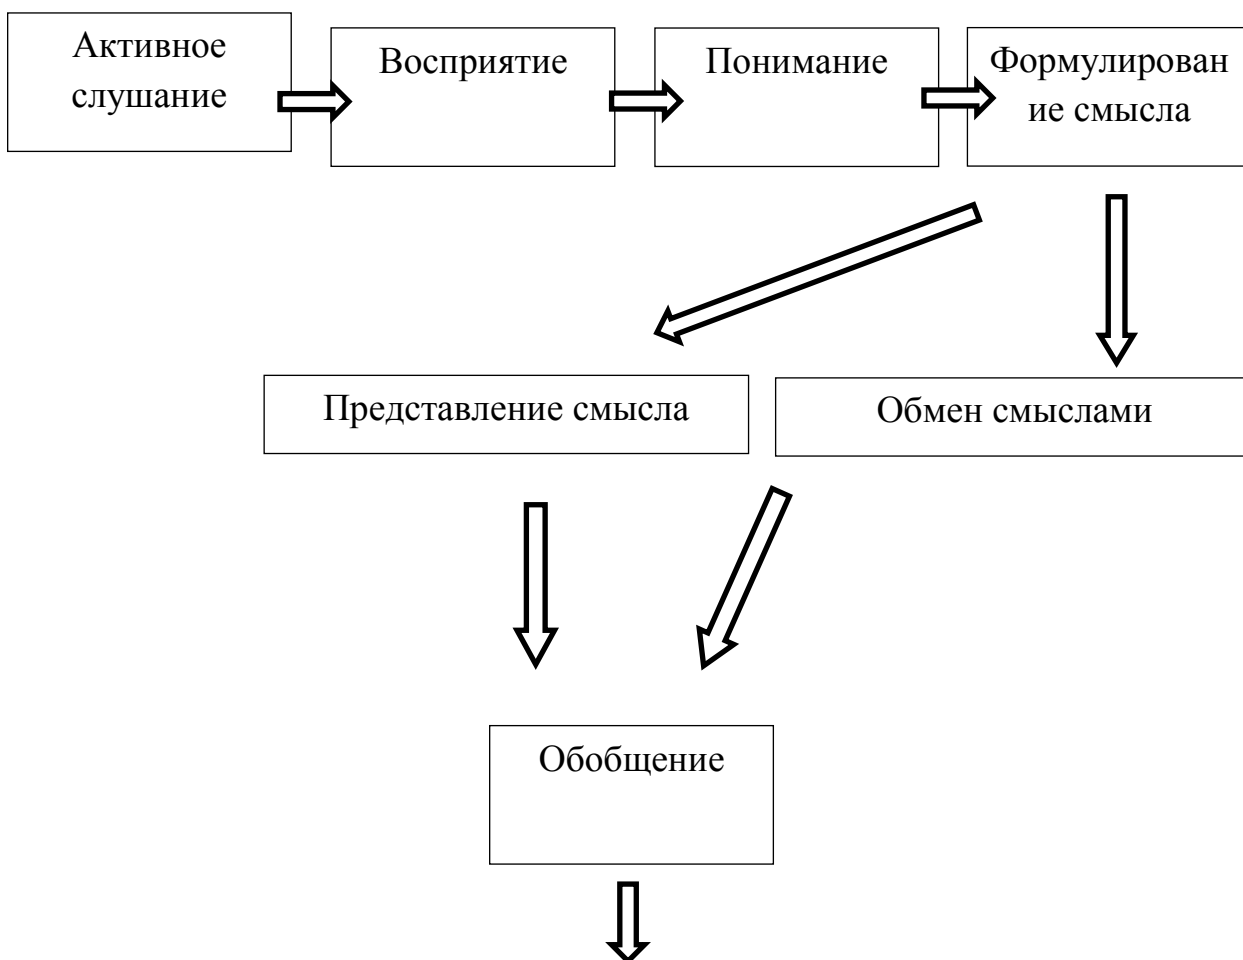 Активное
слушание
Восприятие
Понимание
Формулирован
ие смысла
Представление смысла
Обмен смыслами
Обобщение